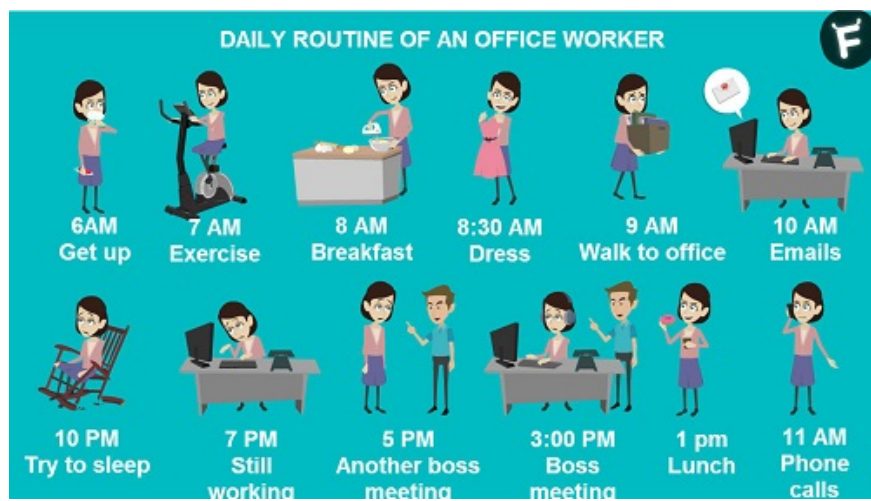 DAILY ROUTINE OF AN OFFICE WORKER
F
6AM
Get up
7 AM
Exercise
8 AM
Breakfast
8:30 AM
Dress
9 AM
Walk to office
10 AM
Emails
10 PM
Try to sleep
7 PM
Still
working
5 PM
Another boss
meeting
3:00 PM
Boss
meeting
1 pm
Lunch
11 AM
Phone
calls